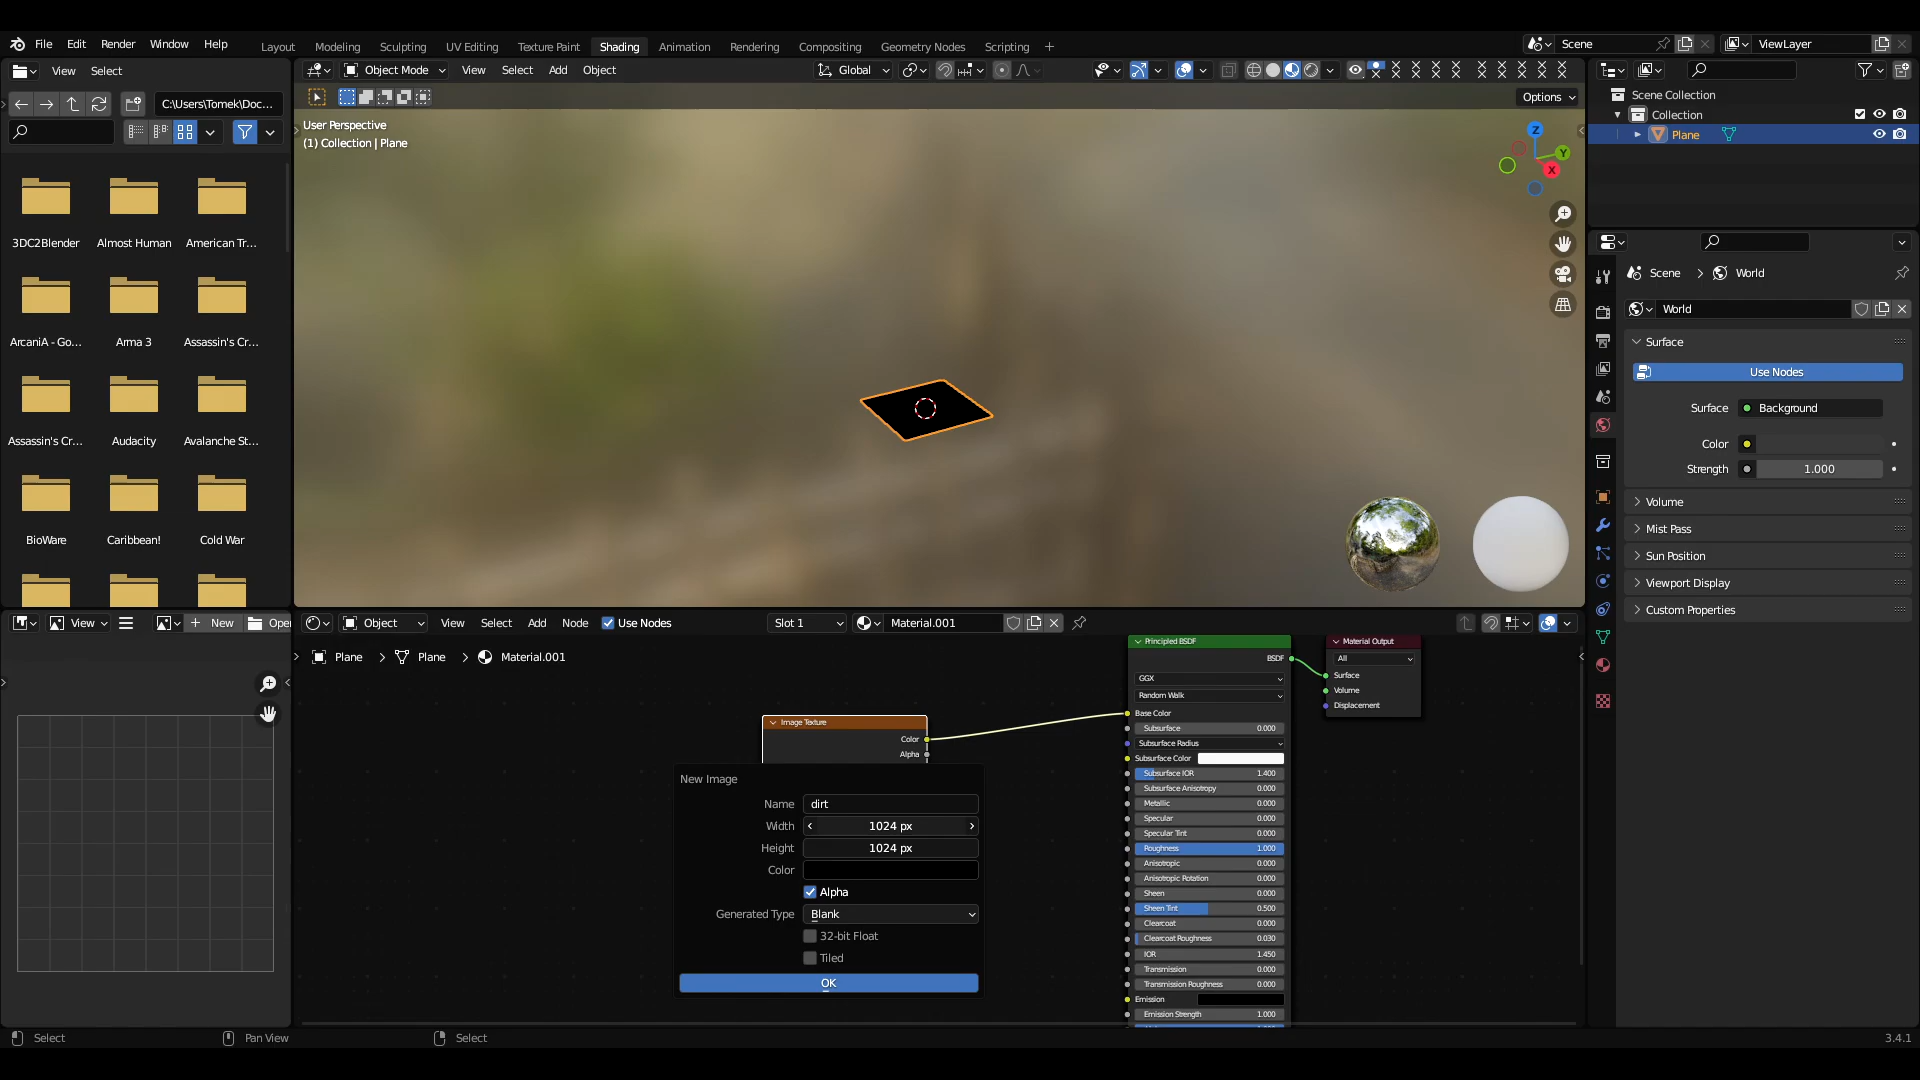 File Edit Render Window Help
Layout Modeling Sculpting UV Editing Texture Paint Shading Animation Rendering Compositing Geometry Nodes Scripting
Scene
ViewLayer
View Select
C:\Users\Tomek\Doc...
3DC2Blender Almost Human American Tr...
ArcaniA - Go... Arma 3 Assassin's Cr...
Assassin's Cr... Audacity Avalanche St...
BioWare Caribbean! Cold War
Object Mode View Select Add Object
Global
Options
User Perspective
(1) Collection | Plane
Z
Y
X
Scene Collection
Collection
Plane
Scene > World
World
Surface
Use Nodes
Surface Background
Color
Strength 1.000
Volume
Mist Pass
Sun Position
Viewport Display
Custom Properties
View
New
Open
Object View Select Add Node Use Nodes
Slot 1
Material.001
Plane > Plane > Material.001
Image Texture
Color
Alpha
New Image
Name dirt
Width 1024 px
Height 1024 px
Color
Alpha
Generated Type Blank
32-bit Float
Tiled
OK
Principled BSDF
BSDF
GGX
Random Walk
Base Color
Subsurface 0.000
Subsurface Radius
Subsurface Color
Subsurface IOR 1.400
Subsurface Anisotropy 0.000
Metallic 0.000
Specular 0.000
Specular Tint 0.000
Roughness 1.000
Anisotropic 0.000
Anisotropic Rotation 0.000
Sheen 0.000
Sheen Tint 0.500
Clearcoat 0.000
Clearcoat Roughness 0.030
IOR 1.450
Transmission 0.000
Transmission Roughness 0.000
Emission
Emission Strength 1.000
Material Output
All
Surface
Volume
Displacement
Select
Pan View
Select
3.4.1